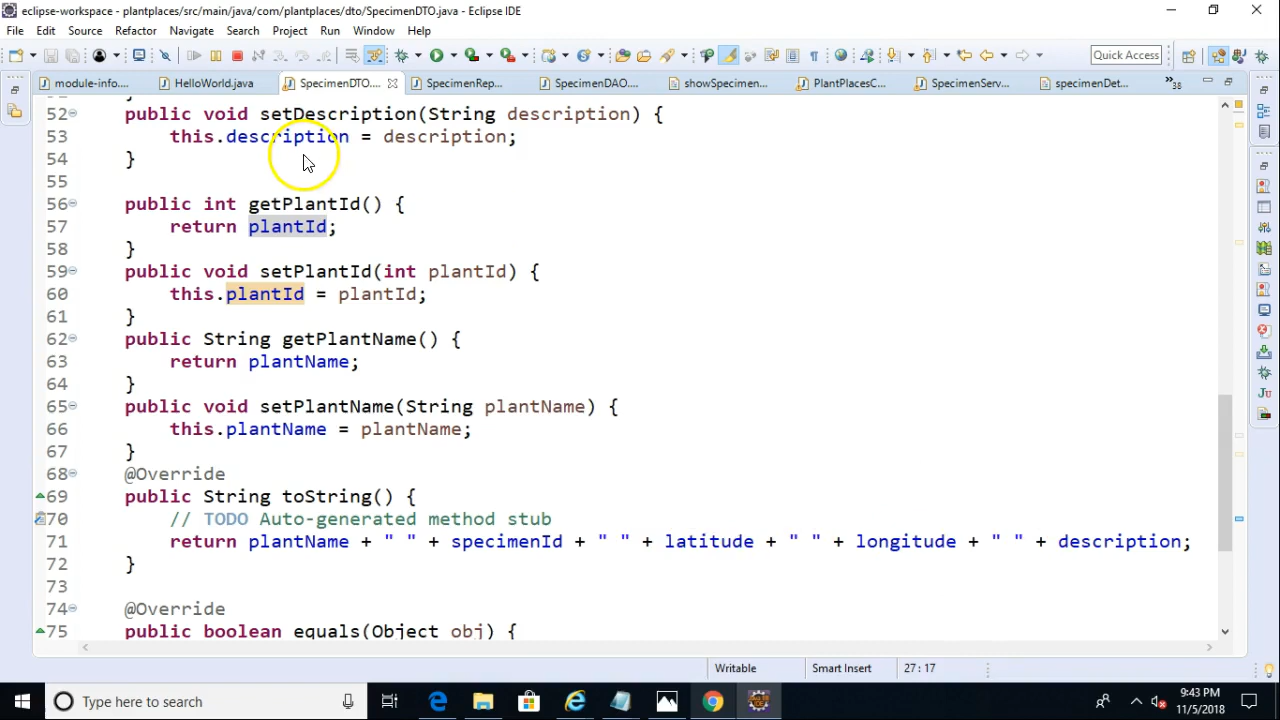 eclipse-workspace - plantplaces/src/main/java/com/plantplaces/dto/SpecimenDTO.java - Eclipse IDE
File Edit Source Refactor Navigate Search Project Run Window Help
Quick Access
module-info.... HelloWorld.java SpecimenDTO.... SpecimenRep... SpecimenDAO.... showSpecimen... PlantPlacesC... SpecimenServ... specimenDet... »38
52 public void setDescription(String description) {
53 this.description = description;
54 }
55
56 public int getPlantId() {
57 return plantId;
58 }
59 public void setPlantId(int plantId) {
60 this.plantId = plantId;
61 }
62 public String getPlantName() {
63 return plantName;
64 }
65 public void setPlantName(String plantName) {
66 this.plantName = plantName;
67 }
68 @Override
69 public String toString() {
70 // TODO Auto-generated method stub
71 return plantName + " " + specimenId + " " + latitude + " " + longitude + " " + description;
72 }
73
74 @Override
75 public boolean equals(Object obj) {
Writable Smart Insert 27 : 17
Type here to search
9:43 PM
11/5/2018